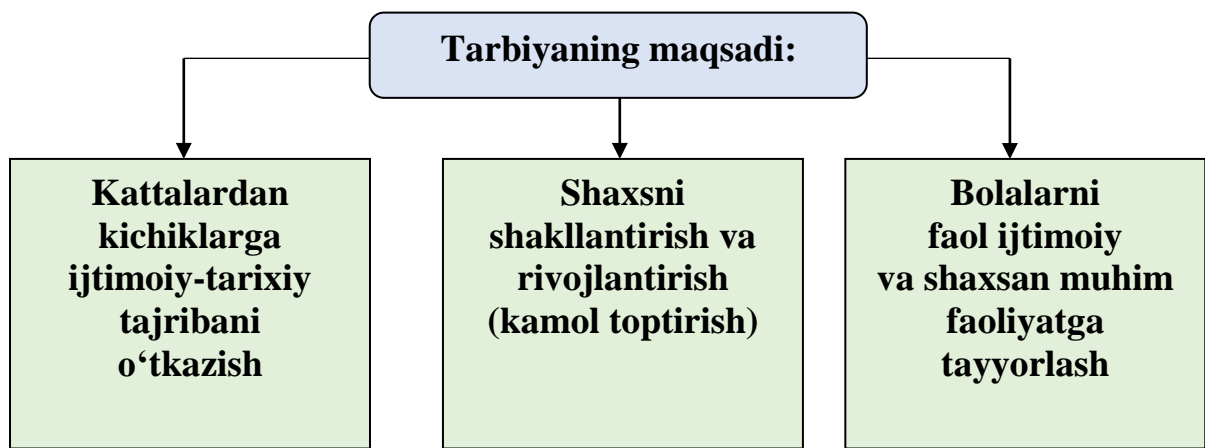 Tarbiyaning maqsadi:
Kattalardan
kichiklarga
ijtimoiy-tarixiy
tajribani
o‘tkazish
Shaxsni
shakllantirish va
rivojlantirish
(kamol toptirish)
Bolalarni
faol ijtimoiy
va shaxsan muhim
faoliyatga
tayyorlash